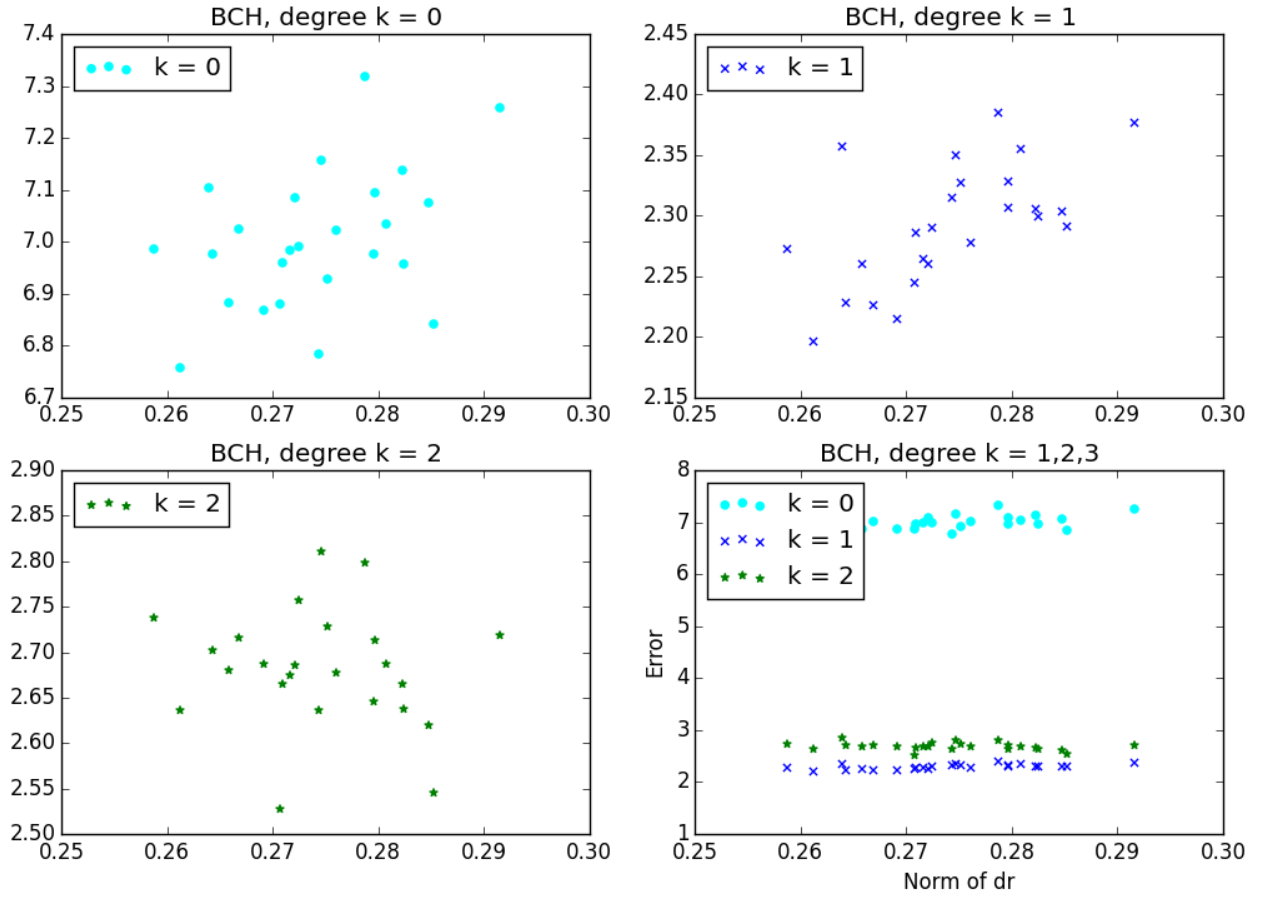 BCH, degree k = 0
7.4
7.3
7.2
7.1
7.0
6.9
6.8
6.7
k = 0
0.25 0.26 0.27 0.28 0.29 0.30
BCH, degree k = 1
2.45
2.40
2.35
2.30
2.25
2.20
2.15
k = 1
0.25 0.26 0.27 0.28 0.29 0.30
BCH, degree k = 2
2.90
2.85
2.80
2.75
2.70
2.65
2.60
2.55
2.50
k = 2
0.25 0.26 0.27 0.28 0.29 0.30
BCH, degree k = 1,2,3
8
7
6
5
4
3
2
1
Error
k = 0
k = 1
k = 2
0.25 0.26 0.27 0.28 0.29 0.30
Norm of dr